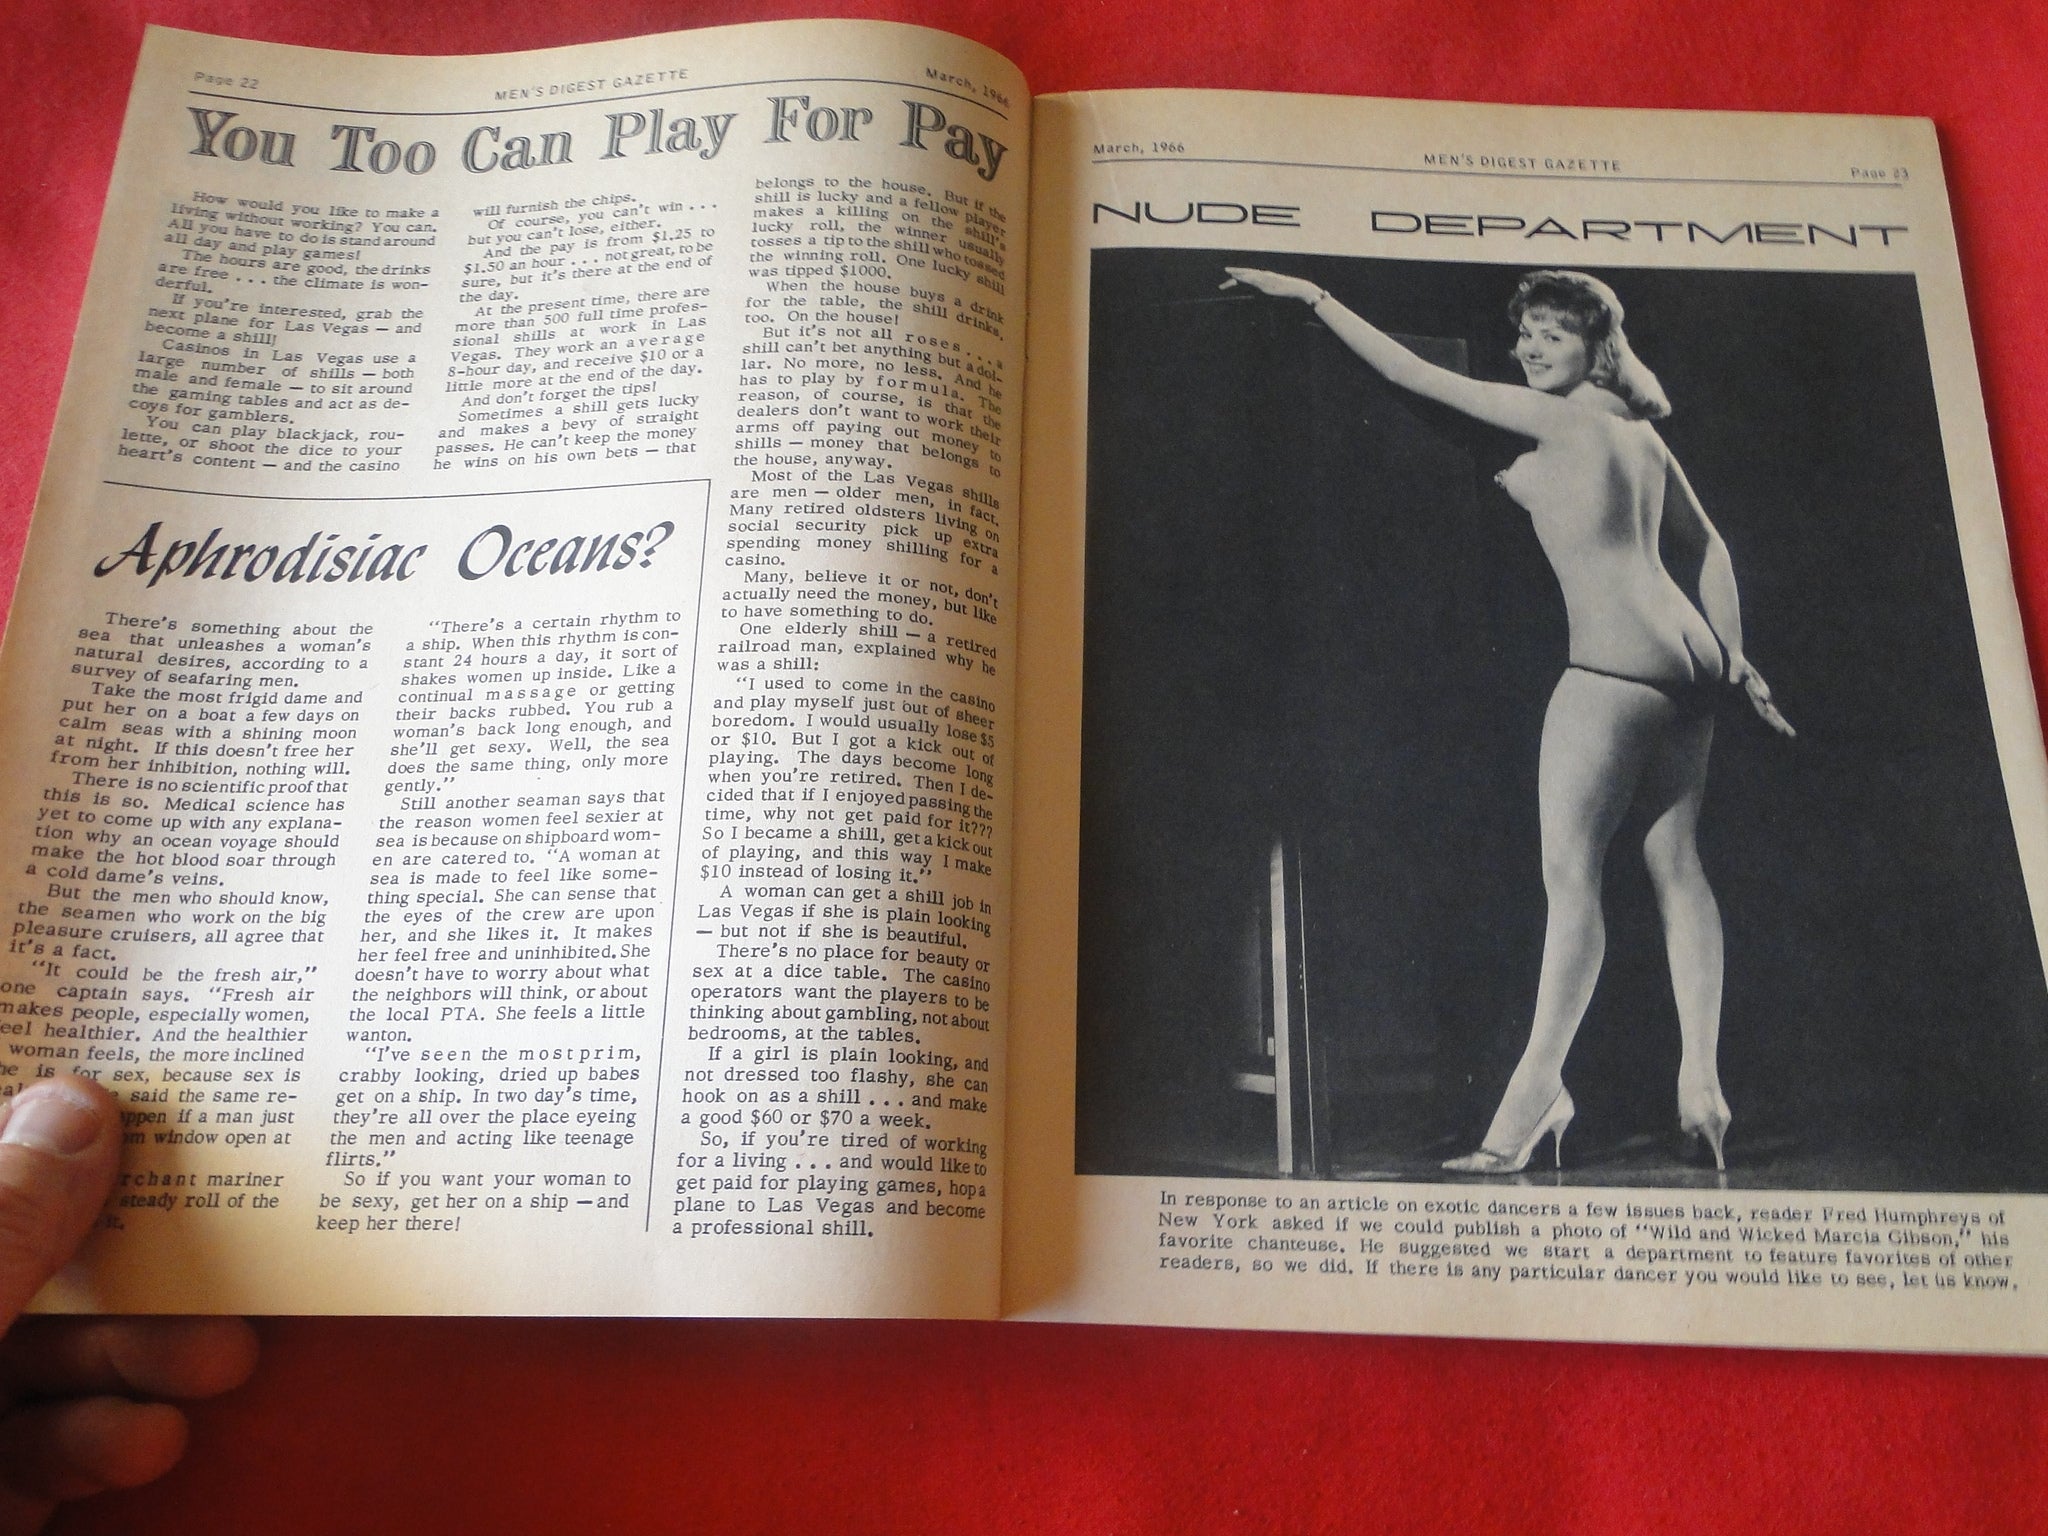 Page 22
MEN'S DIGEST GAZETTE
March, 1966
You Too Can Play For Pay
How would you like to make a
living without working? You can.
All you have to do is stand around
all day and play games!
The hours are good, the drinks
are free . . . the climate is won-
derful.
If you're interested, grab the
next plane for Las Vegas — and
become a shill!
Casinos in Las Vegas use a
large number of shills — both
male and female — to sit around
the gaming tables and act as de-
coys for gamblers.
You can play blackjack, rou-
lette, or shoot the dice to your
heart's content — and the casino
will furnish the chips.
Of course, you can't win . . .
but you can't lose, either.
And the pay is from $1.25 to
$1.50 an hour . . . not great, to be
sure, but it's there at the end of
the day.
At the present time, there are
more than 500 full time profes-
sional shills at work in Las
Vegas. They work an average
8-hour day, and receive $10 or a
little more at the end of the day.
And don't forget the tips!
Sometimes a shill gets lucky
and makes a bevy of straight
passes. He can't keep the money
he wins on his own bets — that
belongs to the house. But if the
shill is lucky and a fellow player
makes a killing on the shill's
lucky roll, the winner usually
tosses a tip to the shill who tossed
the winning roll. One lucky shill
was tipped $1000.
When the house buys a drink
for the table, the shill drinks,
too. On the house!
But it's not all roses . . . a
shill can't bet anything but a dol-
lar. No more, no less. And he
has to play by formula. The
reason, of course, is that the
dealers don't want to work their
arms off paying out money to
shills — money that belongs to
the house, anyway.
Most of the Las Vegas shills
are men — older men, in fact.
Many retired oldsters living on
social security pick up extra
spending money shilling for a
casino.
Many, believe it or not, don't
actually need the money, but like
to have something to do.
One elderly shill — a retired
railroad man, explained why he
was a shill:
"I used to come in the casino
and play myself just out of sheer
boredom. I would usually lose $5
or $10. But I got a kick out of
playing. The days become long
when you're retired. Then I de-
cided that if I enjoyed passing the
time, why not get paid for it???
So I became a shill, get a kick out
of playing, and this way I make
$10 instead of losing it."
A woman can get a shill job in
Las Vegas if she is plain looking
— but not if she is beautiful.
There's no place for beauty or
sex at a dice table. The casino
operators want the players to be
thinking about gambling, not about
bedrooms, at the tables.
If a girl is plain looking, and
not dressed too flashy, she can
hook on as a shill . . . and make
a good $60 or $70 a week.
So, if you're tired of working
for a living . . . and would like to
get paid for playing games, hop a
plane to Las Vegas and become
a professional shill.
Aphrodisiac Oceans?
There's something about the
sea that unleashes a woman's
natural desires, according to a
survey of seafaring men.
Take the most frigid dame and
put her on a boat a few days on
calm seas with a shining moon
at night. If this doesn't free her
from her inhibition, nothing will.
There is no scientific proof that
this is so. Medical science has
yet to come up with any explana-
tion why an ocean voyage should
make the hot blood soar through
a cold dame's veins.
But the men who should know,
the seamen who work on the big
pleasure cruisers, all agree that
it's a fact.
"It could be the fresh air,"
one captain says. "Fresh air
makes people, especially women,
feel healthier. And the healthier
woman feels, the more inclined
is for sex, because sex is
said the same re-
if a man just
window open at
mariner
steady roll of the
"There's a certain rhythm to
a ship. When this rhythm is con-
stant 24 hours a day, it sort of
shakes women up inside. Like a
continual massage or getting
their backs rubbed. You rub a
woman's back long enough, and
she'll get sexy. Well, the sea
does the same thing, only more
gently."
Still another seaman says that
the reason women feel sexier at
sea is because on shipboard wom-
en are catered to. "A woman at
sea is made to feel like some-
thing special. She can sense that
the eyes of the crew are upon
her, and she likes it. It makes
her feel free and uninhibited. She
doesn't have to worry about what
the neighbors will think, or about
the local PTA. She feels a little
wanton.
"I've seen the most prim,
crabby looking, dried up babes
get on a ship. In two day's time,
they're all over the place eyeing
the men and acting like teenage
flirts."
So if you want your woman to
be sexy, get her on a ship — and
keep her there!
March, 1966
MEN'S DIGEST GAZETTE
Page 23
NUDE DEPARTMENT
In response to an article on exotic dancers a few issues back, reader Fred Humphreys of
New York asked if we could publish a photo of "Wild and Wicked Marcia Gibson," his
favorite chanteuse. He suggested we start a department to feature favorites of other
readers, so we did. If there is any particular dancer you would like to see, let us know.